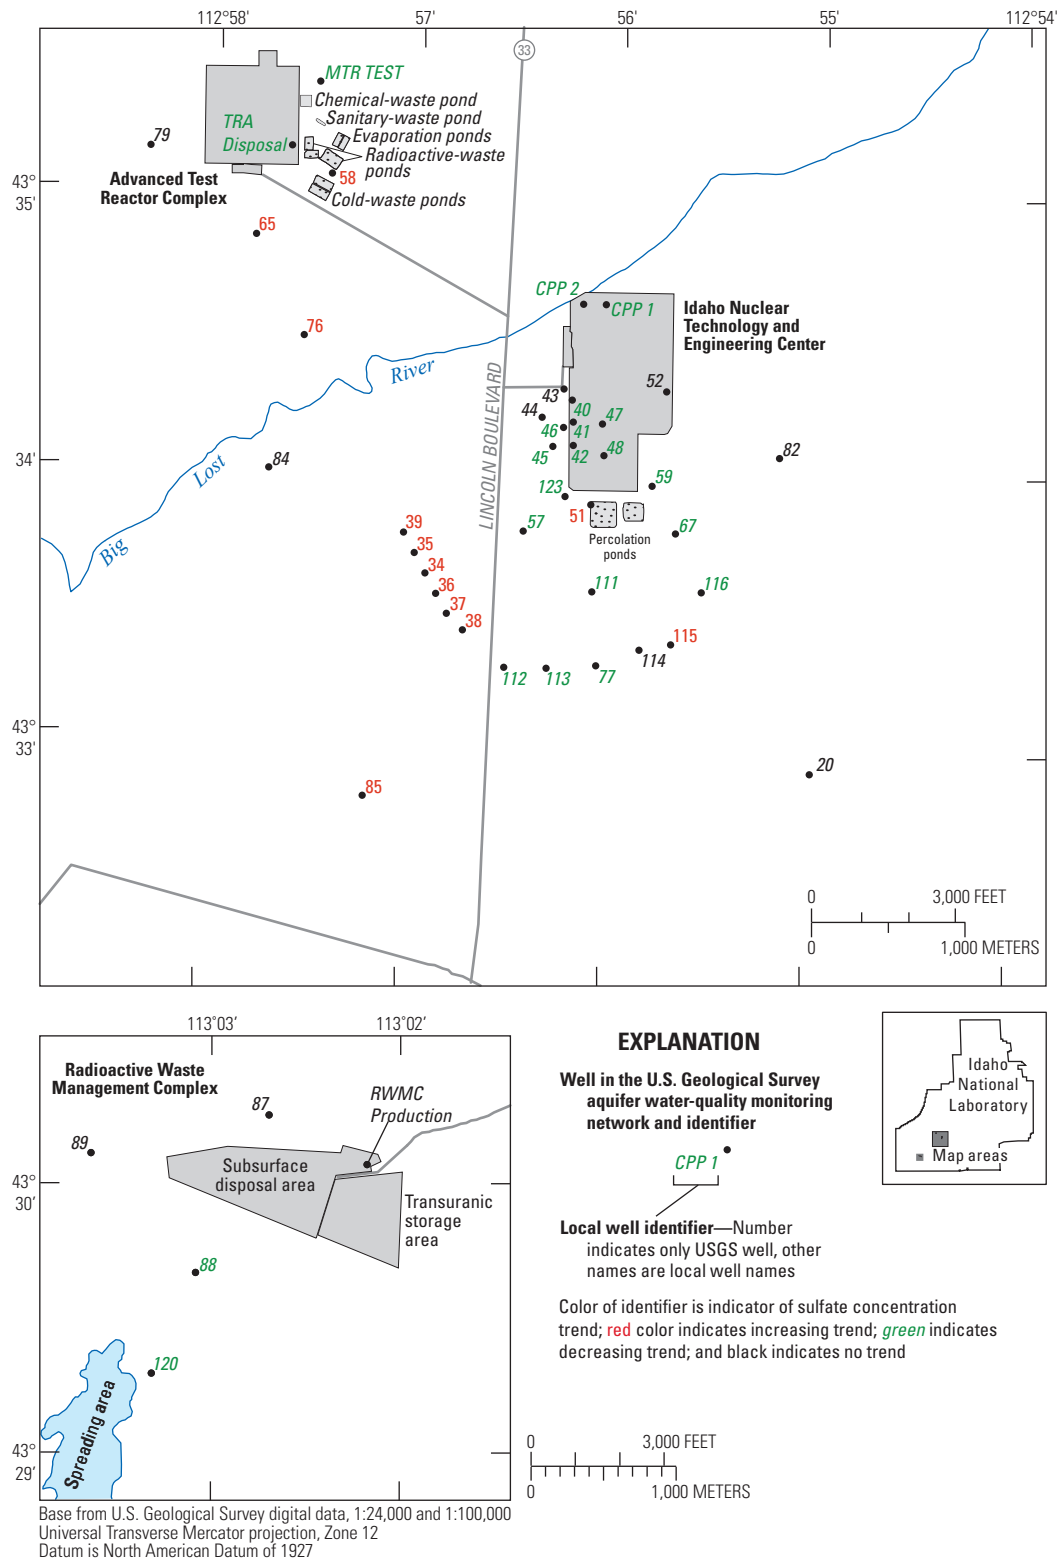 112°58'
57'
56'
55'
112°54'
33
MTR TEST
Chemical-waste pond
Sanitary-waste pond
TRA
Disposal
Evaporation ponds
Radioactive-waste
ponds
79
58
Cold-waste ponds
Advanced Test
Reactor Complex
43°
35'
65
CPP 2
CPP 1
Idaho Nuclear
Technology and
Engineering Center
76
River
LINCOLN BOULEVARD
43
52
44
40
47
46
41
45
42
48
34'
84
Lost
82
59
123
51
57
67
Percolation
ponds
39
35
34
36
37
38
Big
111
116
115
114
112
113
77
43°
33'
20
85
0
3,000 FEET
0
1,000 METERS
113°03'
113°02'
Radioactive Waste
Management Complex
87
RWMC
Production
89
Subsurface
disposal area
43°
30'
Transuranic
storage
area
88
120
Spreading area
43°
29'
EXPLANATION
Well in the U.S. Geological Survey
aquifer water-quality monitoring
network and identifier
CPP 1
Local well identifier—Number
indicates only USGS well, other
names are local well names
Color of identifier is indicator of sulfate concentration
trend; red color indicates increasing trend; green indicates
decreasing trend; and black indicates no trend
Idaho
National
Laboratory
Map areas
0
3,000 FEET
0
1,000 METERS
Base from U.S. Geological Survey digital data, 1:24,000 and 1:100,000
Universal Transverse Mercator projection, Zone 12
Datum is North American Datum of 1927